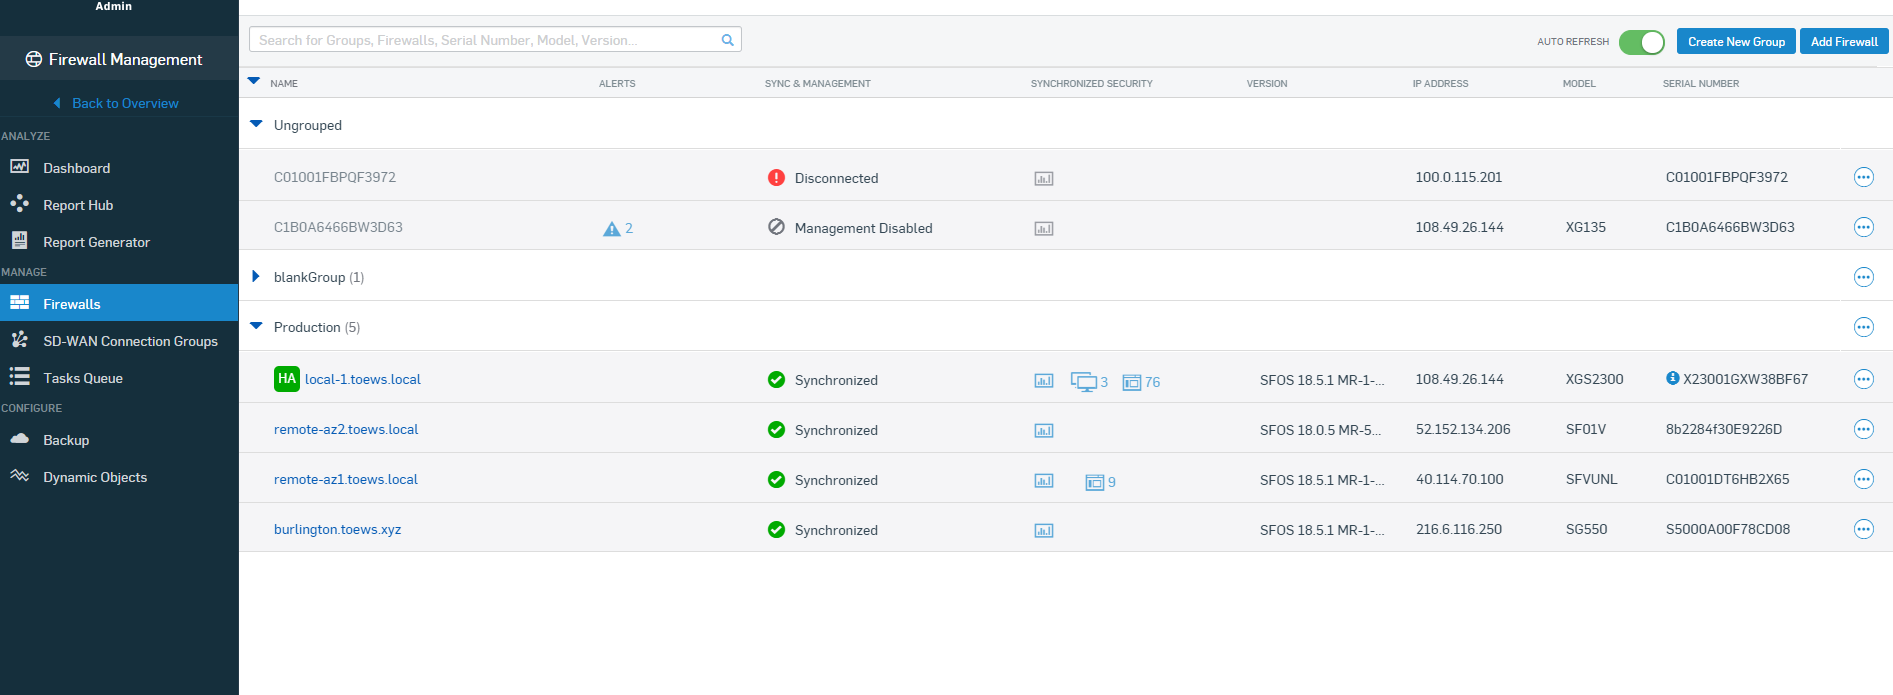 Admin
Firewall Management
Back to Overview
ANALYZE
Dashboard
Report Hub
Report Generator
MANAGE
Firewalls
SD-WAN Connection Groups
Tasks Queue
CONFIGURE
Backup
Dynamic Objects
Search for Groups, Firewalls, Serial Number, Model, Version...
AUTO REFRESH Create New Group Add Firewall
NAME ALERTS SYNC & MANAGEMENT SYNCHRONIZED SECURITY VERSION IP ADDRESS MODEL SERIAL NUMBER
Ungrouped
C01001FBPQF3972 Disconnected 100.0.115.201 C01001FBPQF3972
C1B0A6466BW3D63 2 Management Disabled 108.49.26.144 XG135 C1B0A6466BW3D63
blankGroup (1)
Production (5)
HA local-1.toews.local Synchronized 3 76 SFOS 18.5.1 MR-1-... 108.49.26.144 XGS2300 X23001GXW38BF67
remote-az2.toews.local Synchronized SFOS 18.0.5 MR-5... 52.152.134.206 SF01V 8b2284f30E9226D
remote-az1.toews.local Synchronized 9 SFOS 18.5.1 MR-1-... 40.114.70.100 SFVUNL C01001DT6HB2X65
burlington.toews.xyz Synchronized SFOS 18.5.1 MR-1-... 216.6.116.250 SG550 S5000A00F78CD08